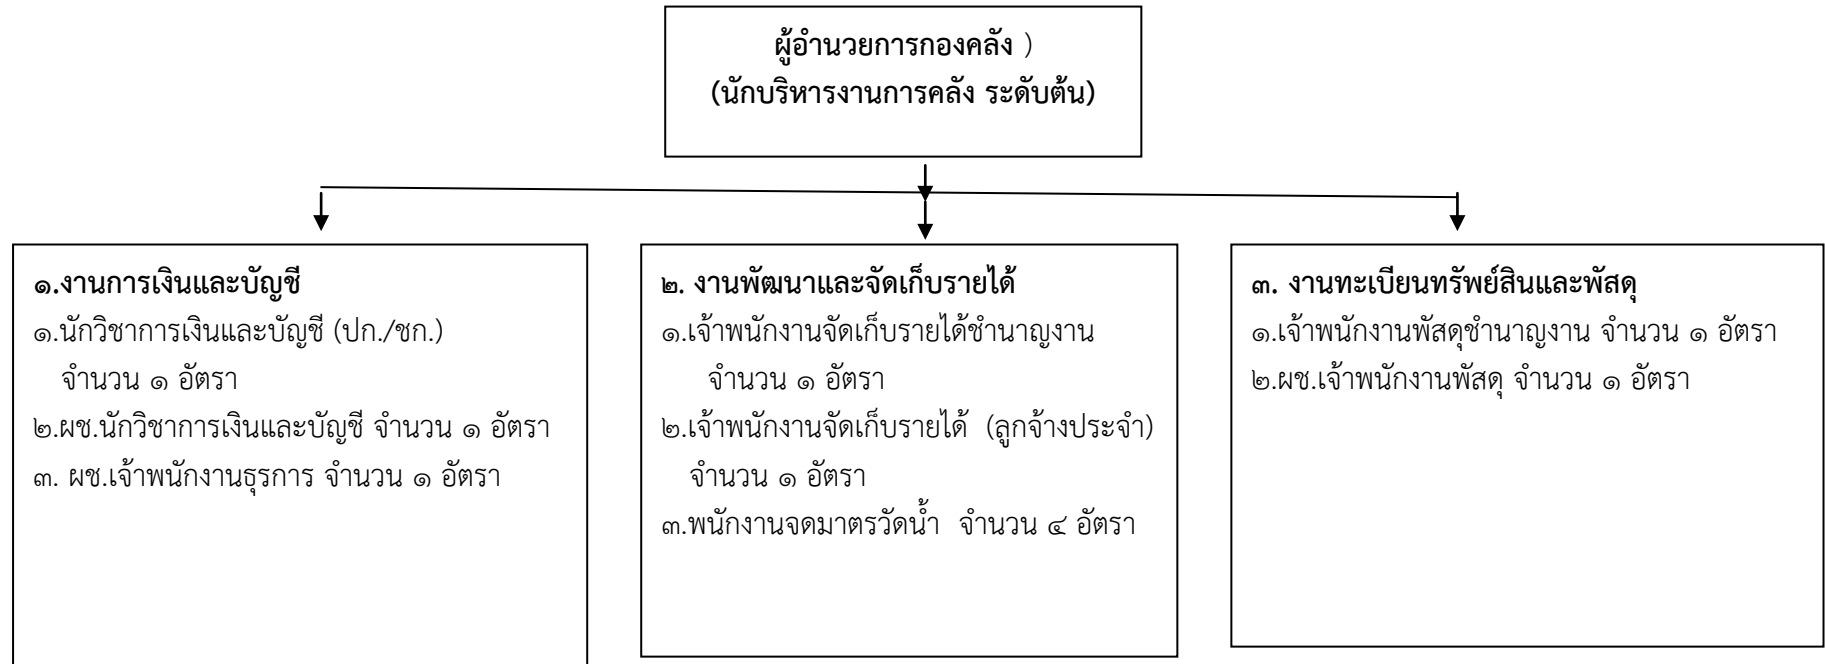 ผู้อำนวยการกองคลัง )
(นักบริหารงานการคลัง ระดับต้น)
๑.งานการเงินและบัญชี
๑.นักวิชาการเงินและบัญชี (ปก./ชก.)
จำนวน ๑ อัตรา
๒.ผช.นักวิชาการเงินและบัญชี จำนวน ๑ อัตรา
๓. ผช.เจ้าพนักงานธุรการ จำนวน ๑ อัตรา
๒. งานพัฒนาและจัดเก็บรายได้
๑.เจ้าพนักงานจัดเก็บรายได้ชำนาญงาน
จำนวน ๑ อัตรา
๒.เจ้าพนักงานจัดเก็บรายได้ (ลูกจ้างประจำ)
จำนวน ๑ อัตรา
๓.พนักงานจดมาตรวัดน้ำ จำนวน ๔ อัตรา
๓. งานทะเบียนทรัพย์สินและพัสดุ
๑.เจ้าพนักงานพัสดุชำนาญงาน จำนวน ๑ อัตรา
๒.ผช.เจ้าพนักงานพัสดุ จำนวน ๑ อัตรา